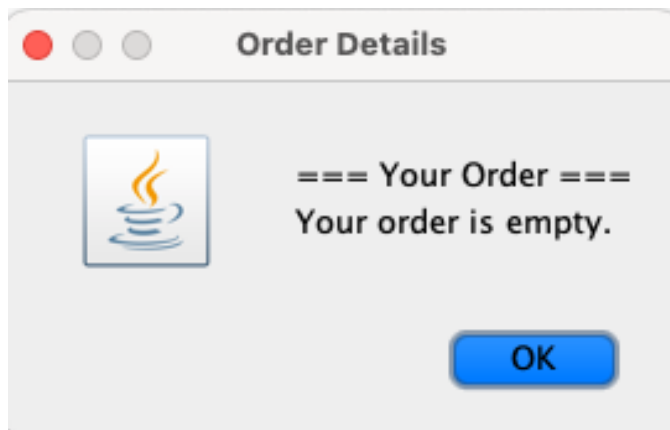 Order Details
=== Your Order ===
Your order is empty.
OK